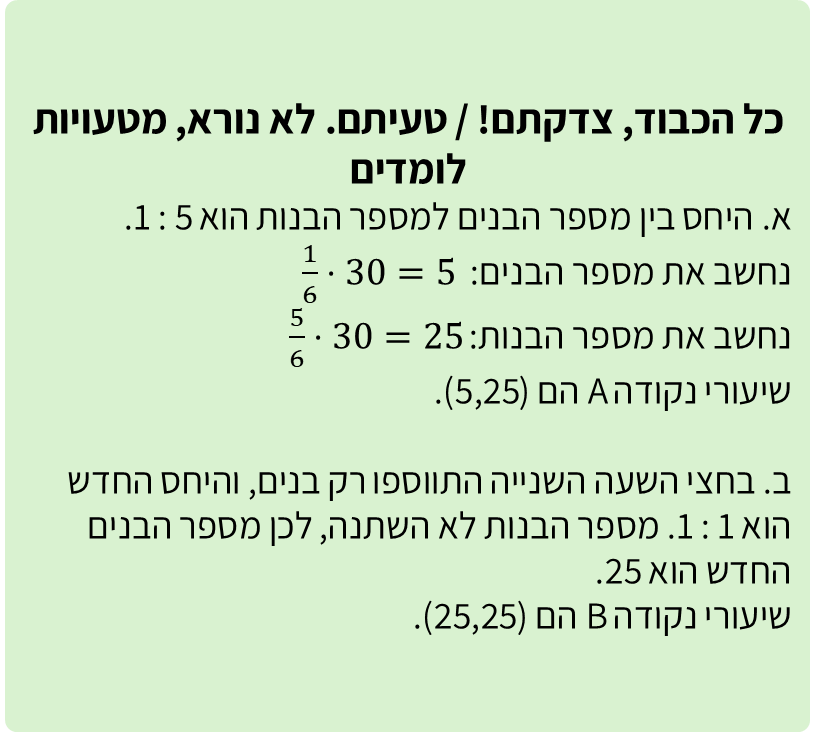 כל הכבוד, צדקתם! / טעיתם. לא נורא, מטעויות
לומדים
א. היחס בין מספר הבנים למספר הבנות הוא 5 : 1.
נחשב את מספר הבנים: $\frac{1}{6} \cdot 30 = 5$
נחשב את מספר הבנות: $\frac{5}{6} \cdot 30 = 25$
שיעורי נקודה A הם (5,25).
ב. בחצי השעה השנייה התווספו רק בנים, והיחס החדש
הוא 1 : 1. מספר הבנות לא השתנה, לכן מספר הבנים
החדש הוא 25.
שיעורי נקודה B הם (25,25).